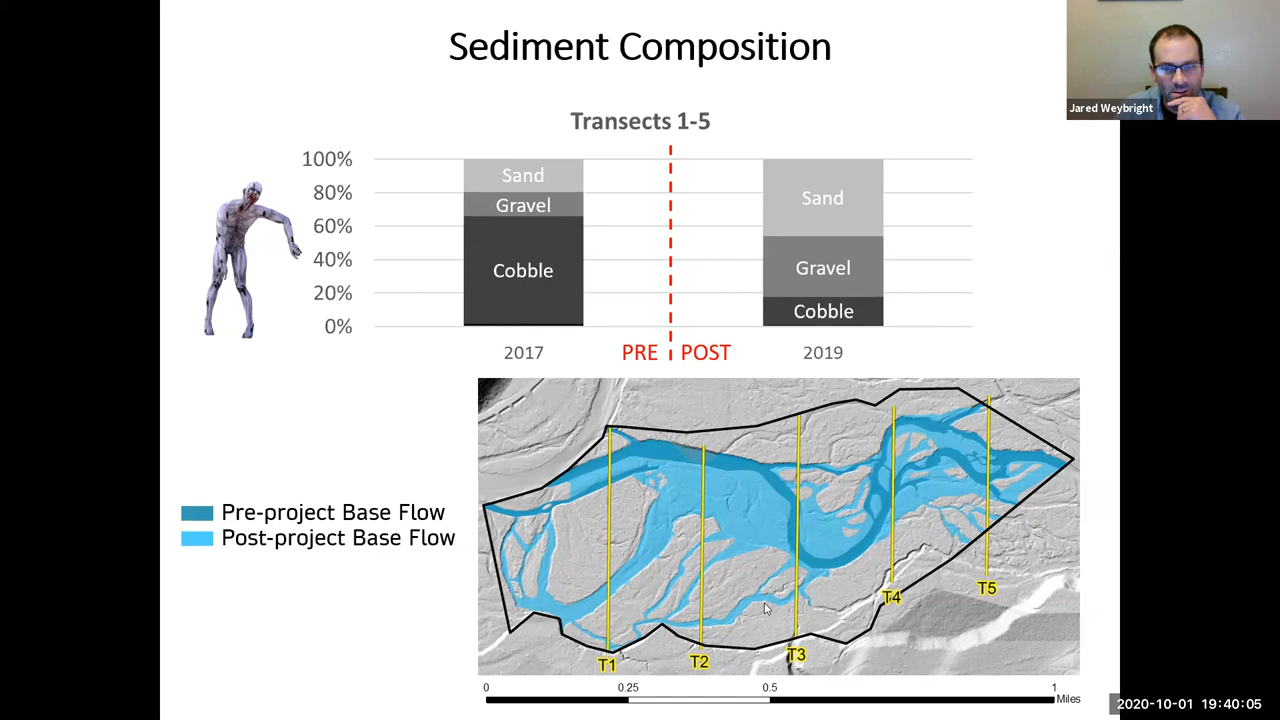 Sediment Composition
Jared Weybright
Transects 1-5
100%
80%
60%
40%
20%
0%
Sand
Gravel
Cobble
Sand
Gravel
Cobble
2017
PRE
POST
2019
Pre-project Base Flow
Post-project Base Flow
T1
T2
T3
T4
T5
0
0.25
0.5
1
Miles
2020-10-01 19:40:05